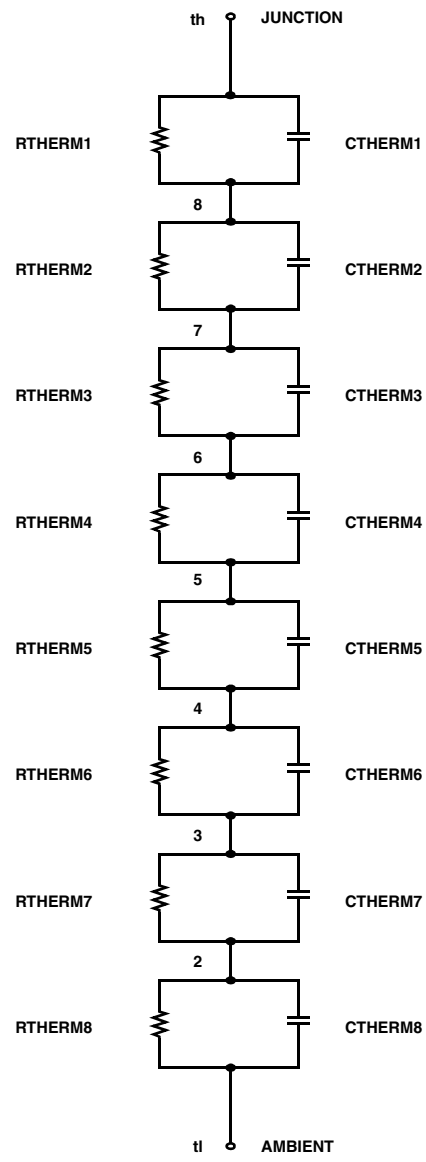 th JUNCTION
RTHERM1 CTHERM1
8
RTHERM2 CTHERM2
7
RTHERM3 CTHERM3
6
RTHERM4 CTHERM4
5
RTHERM5 CTHERM5
4
RTHERM6 CTHERM6
3
RTHERM7 CTHERM7
2
RTHERM8 CTHERM8
tl AMBIENT